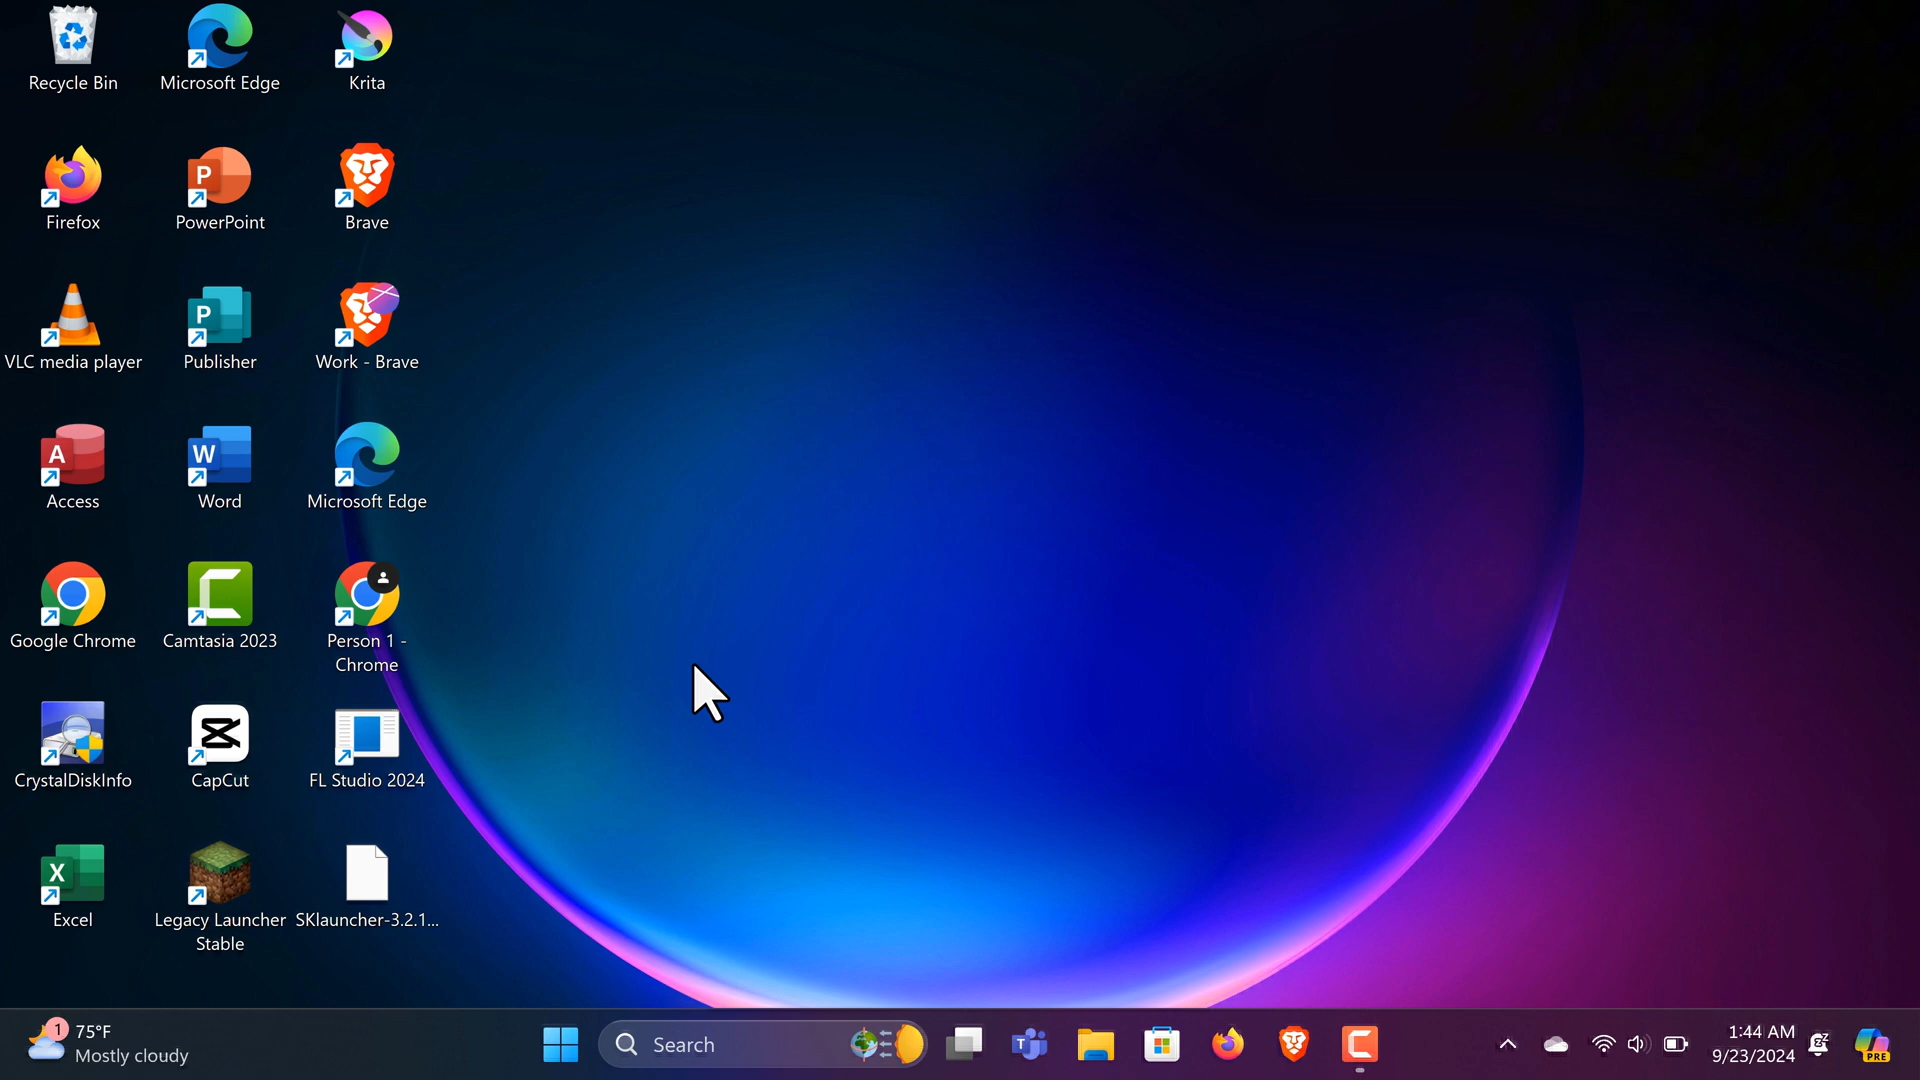 Recycle Bin
Microsoft Edge
Krita
Firefox
PowerPoint
Brave
VLC media player
Publisher
Work - Brave
Access
Word
Microsoft Edge
Google Chrome
Camtasia 2023
Person 1 -
Chrome
CrystalDiskInfo
CapCut
FL Studio 2024
Excel
Legacy Launcher
Stable
SKlauncher-3.2.1...
1
75°F
Mostly cloudy
Search
1:44 AM
9/23/2024
PRE